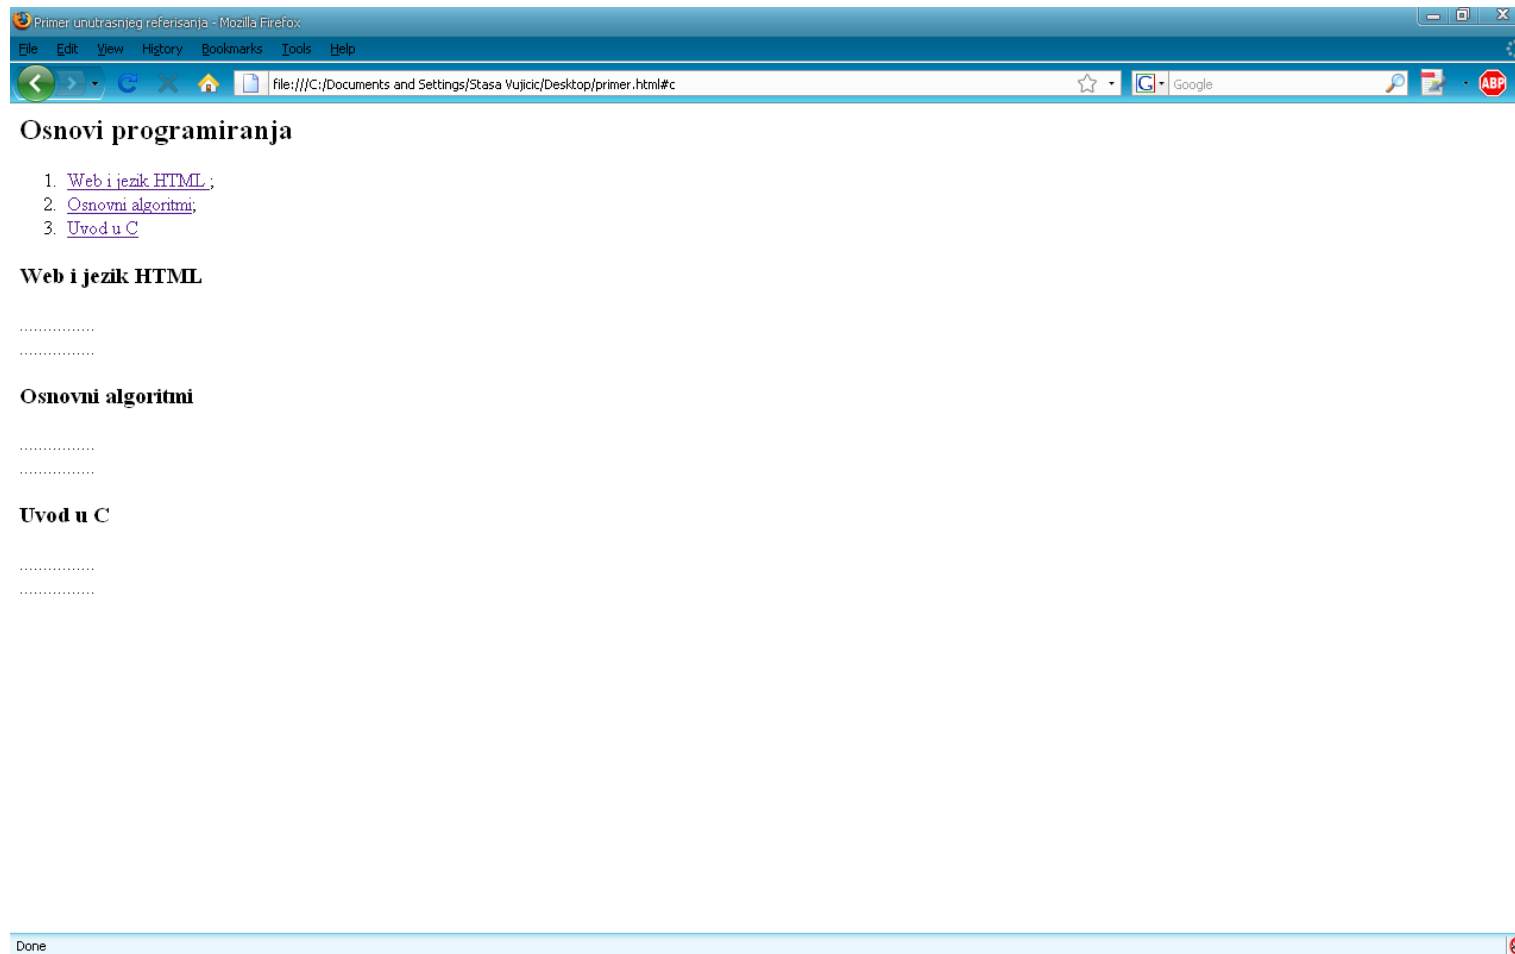 Primer unutrasnjeg referisanja - Mozilla Firefox
File Edit View History Bookmarks Tools Help
file:///C:/Documents and Settings/Stasa Vujicic/Desktop/primer.html#c G Google ABP
Osnovi programiranja
1. Web i jezik HTML ;
2. Osnovni algoritmi;
3. Uvod u C
Web i jezik HTML
................
................
Osnovni algoritmi
................
................
Uvod u C
................
................
Done